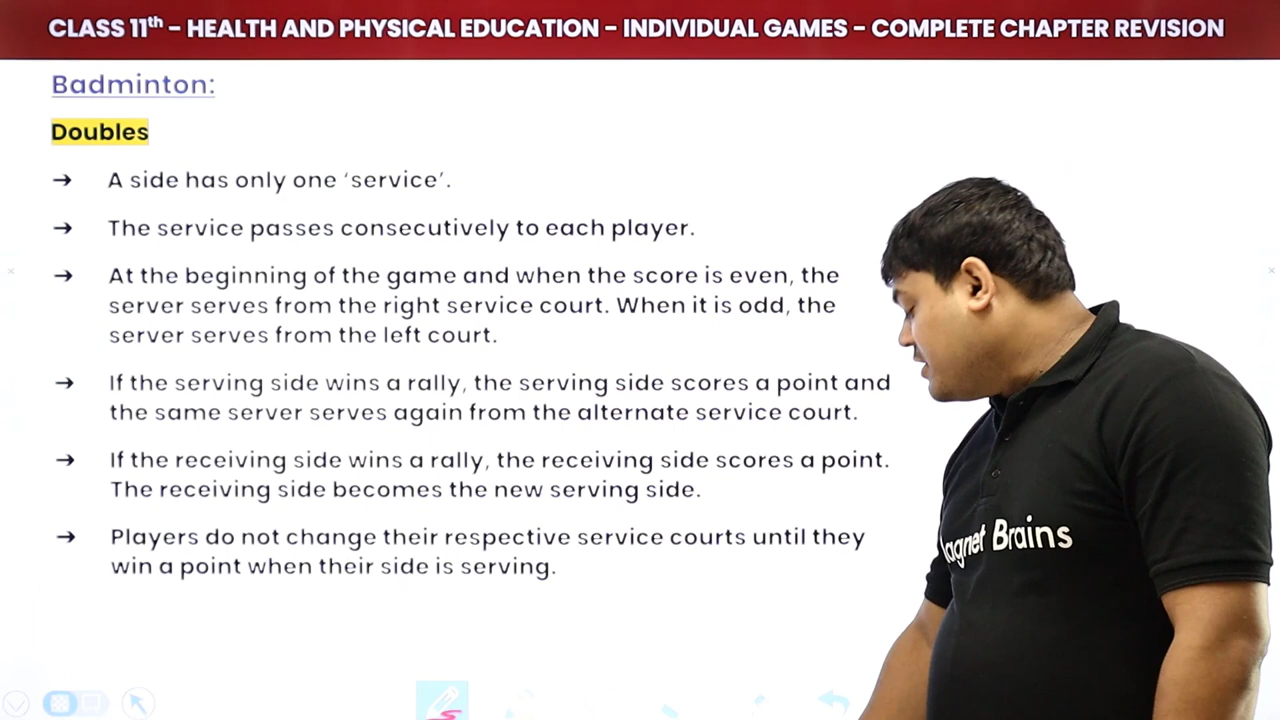 CLASS 11th – HEALTH AND PHYSICAL EDUCATION – INDIVIDUAL GAMES – COMPLETE CHAPTER REVISION
Badminton:
Doubles
→ A side has only one ‘service’.
→ The service passes consecutively to each player.
→ At the beginning of the game and when the score is even, the
server serves from the right service court. When it is odd, the
server serves from the left court.
→ If the serving side wins a rally, the serving side scores a point and
the same server serves again from the alternate service court.
→ If the receiving side wins a rally, the receiving side scores a point.
The receiving side becomes the new serving side.
→ Players do not change their respective service courts until they
win a point when their side is serving.
agnet Brains